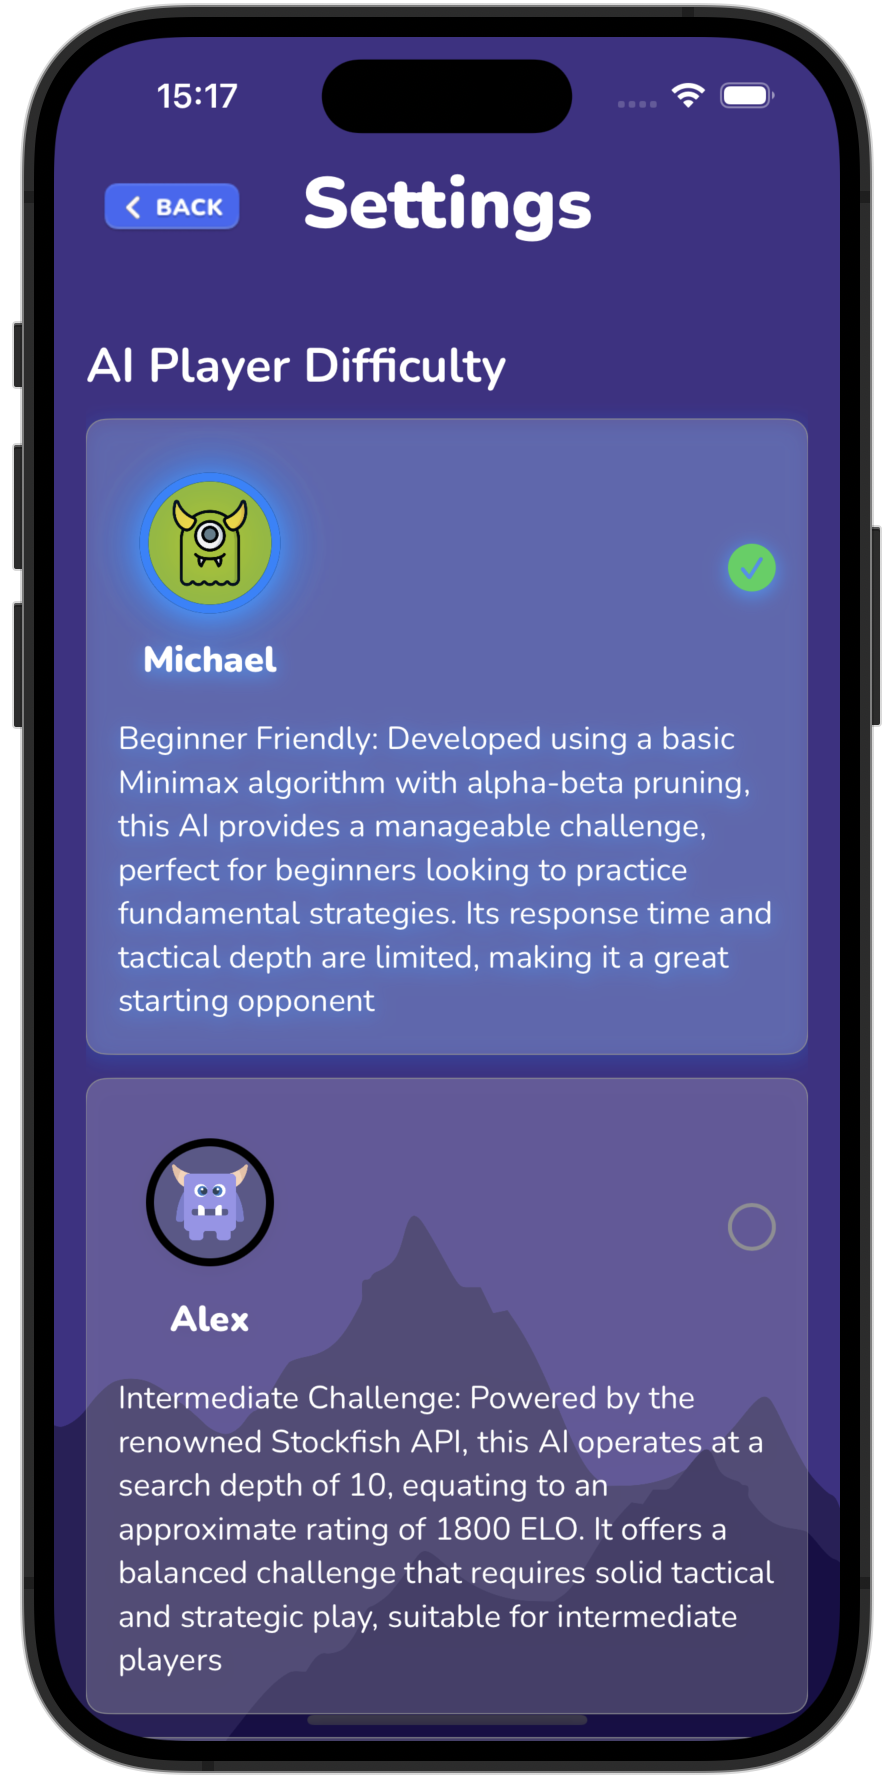 15:17
BACK
Settings
AI Player Difficulty
Michael
Beginner Friendly: Developed using a basic
Minimax algorithm with alpha-beta pruning,
this AI provides a manageable challenge,
perfect for beginners looking to practice
fundamental strategies. Its response time and
tactical depth are limited, making it a great
starting opponent
Alex
Intermediate Challenge: Powered by the
renowned Stockfish API, this AI operates at a
search depth of 10, equating to an
approximate rating of 1800 ELO. It offers a
balanced challenge that requires solid tactical
and strategic play, suitable for intermediate
players